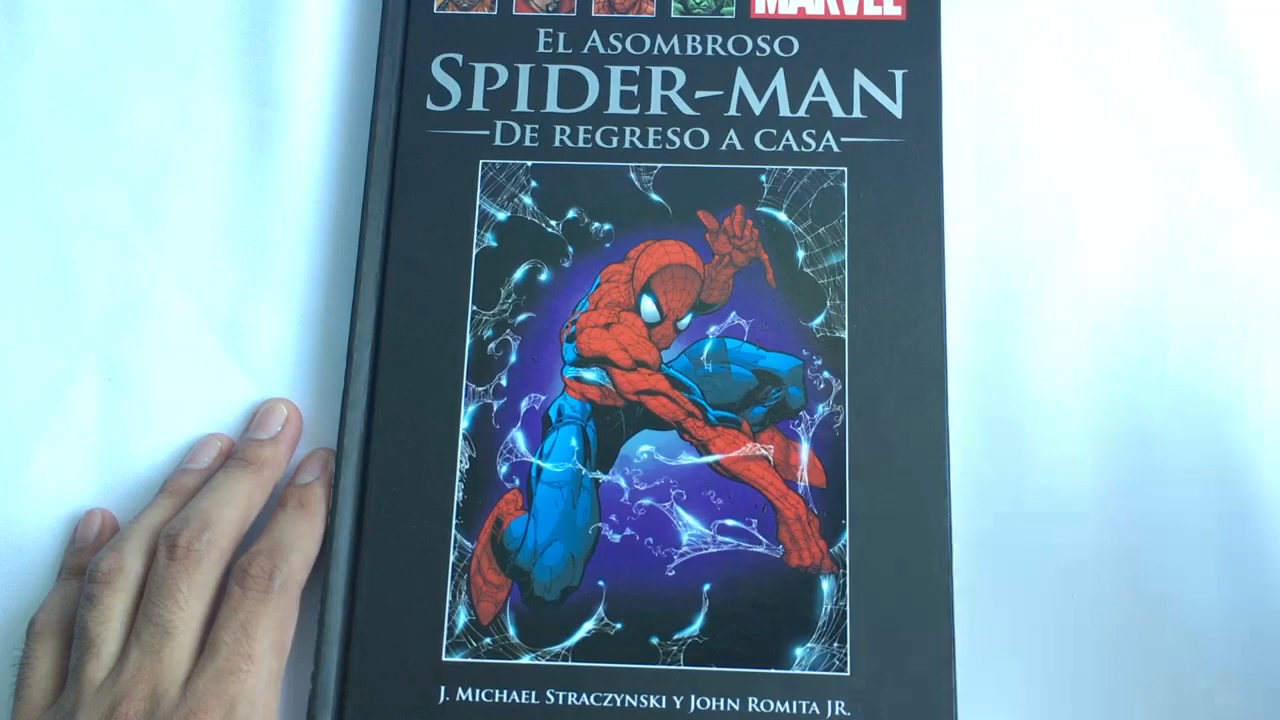 MARVEL
EL ASOMBROSO
SPIDER-MAN
DE REGRESO A CASA
J. MICHAEL STRACZYNSKI Y JOHN ROMITA JR.